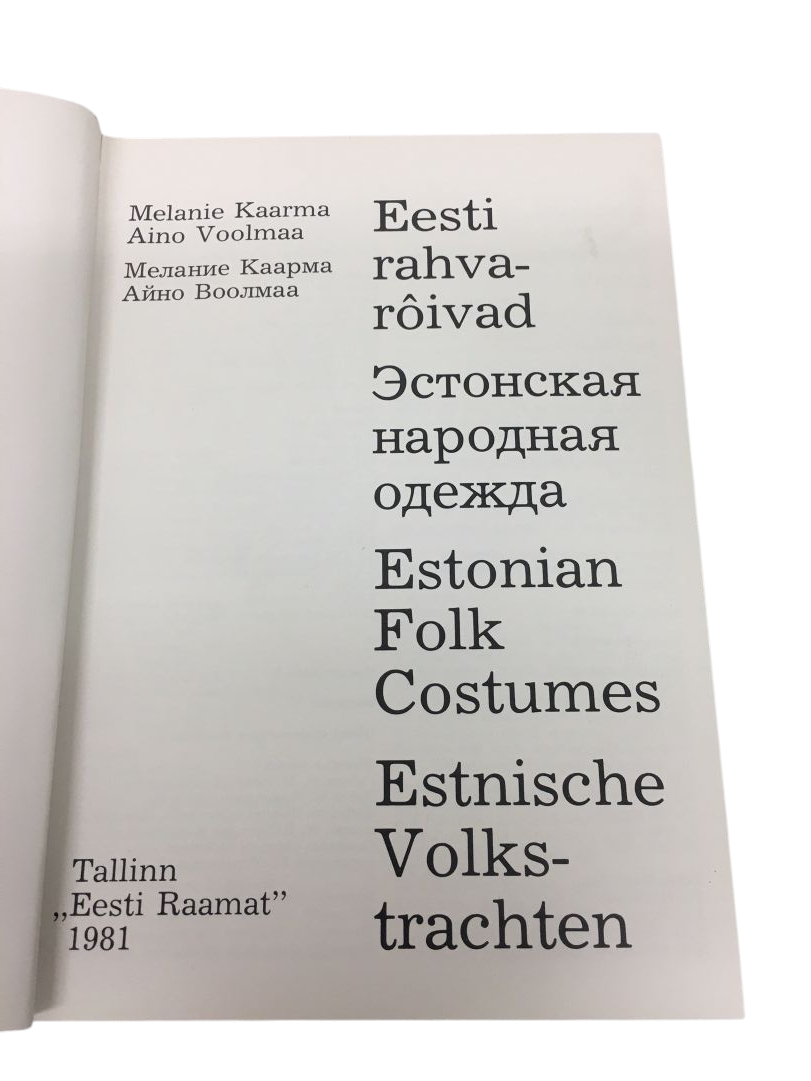 Melanie Kaarma
Aino Voolmaa
Мелание Каарма
Айно Воолмаа
Eesti
rahva-
rôivad
Эстонская
народная
одежда
Estonian
Folk
Costumes
Estnische
Volks-
trachten
Tallinn
„Eesti Raamat”
1981